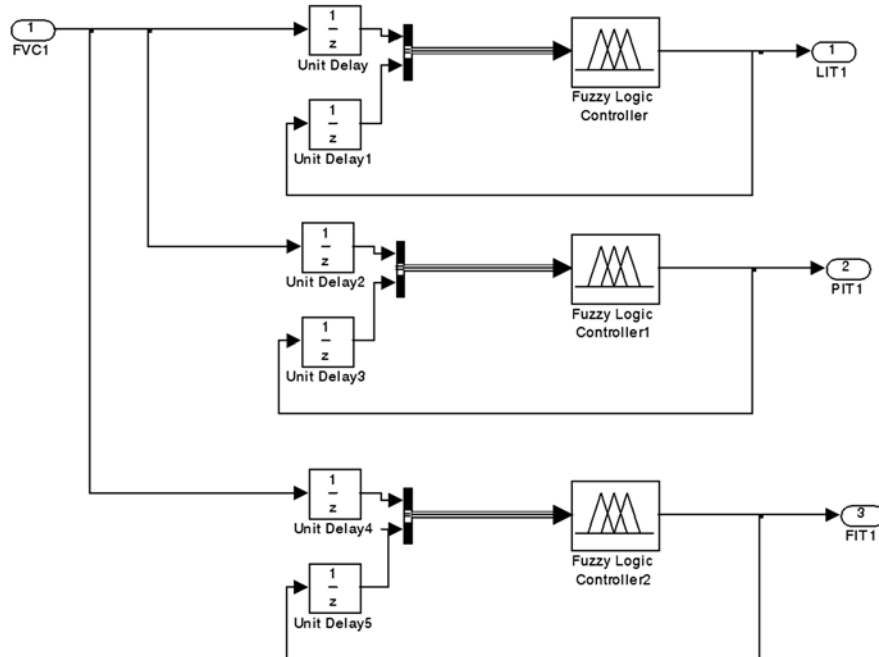 1
FVC1
1
z
Unit Delay
1
z
Unit Delay1
Fuzzy Logic
Controller
1
LIT1
1
z
Unit Delay2
1
z
Unit Delay3
Fuzzy Logic
Controller1
2
PIT1
1
z
Unit Delay4
1
z
Unit Delay5
Fuzzy Logic
Controller2
3
FIT1